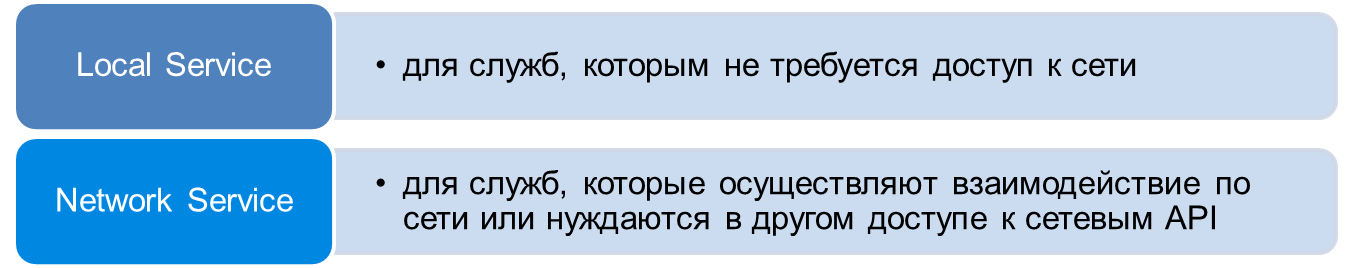 Local Service
• для служб, которым не требуется доступ к сети
Network Service
• для служб, которые осуществляют взаимодействие по
сети или нуждаются в другом доступе к сетевым API